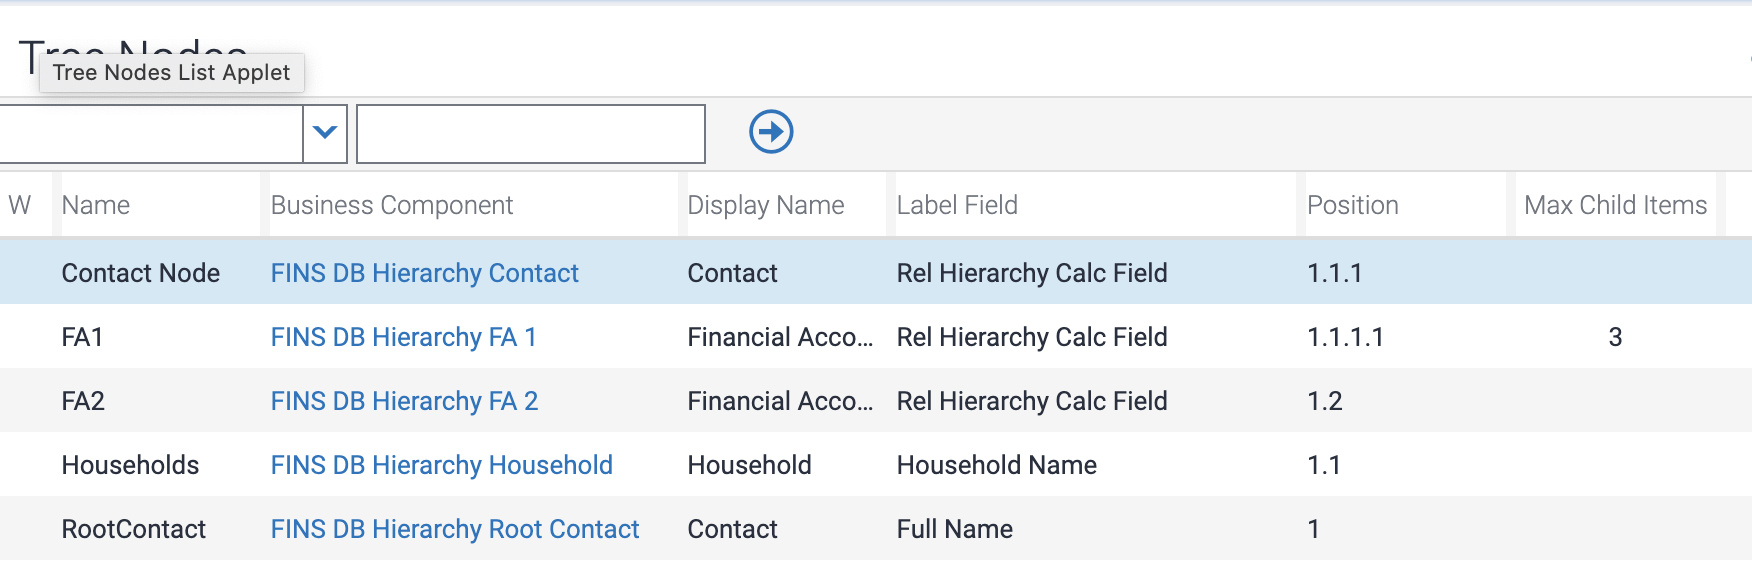 Tree Nodes
Tree Nodes List Applet
W Name Business Component Display Name Label Field Position Max Child Items
Contact Node FINS DB Hierarchy Contact Contact Rel Hierarchy Calc Field 1.1.1
FA1 FINS DB Hierarchy FA 1 Financial Acco... Rel Hierarchy Calc Field 1.1.1.1 3
FA2 FINS DB Hierarchy FA 2 Financial Acco... Rel Hierarchy Calc Field 1.2
Households FINS DB Hierarchy Household Household Household Name 1.1
RootContact FINS DB Hierarchy Root Contact Contact Full Name 1